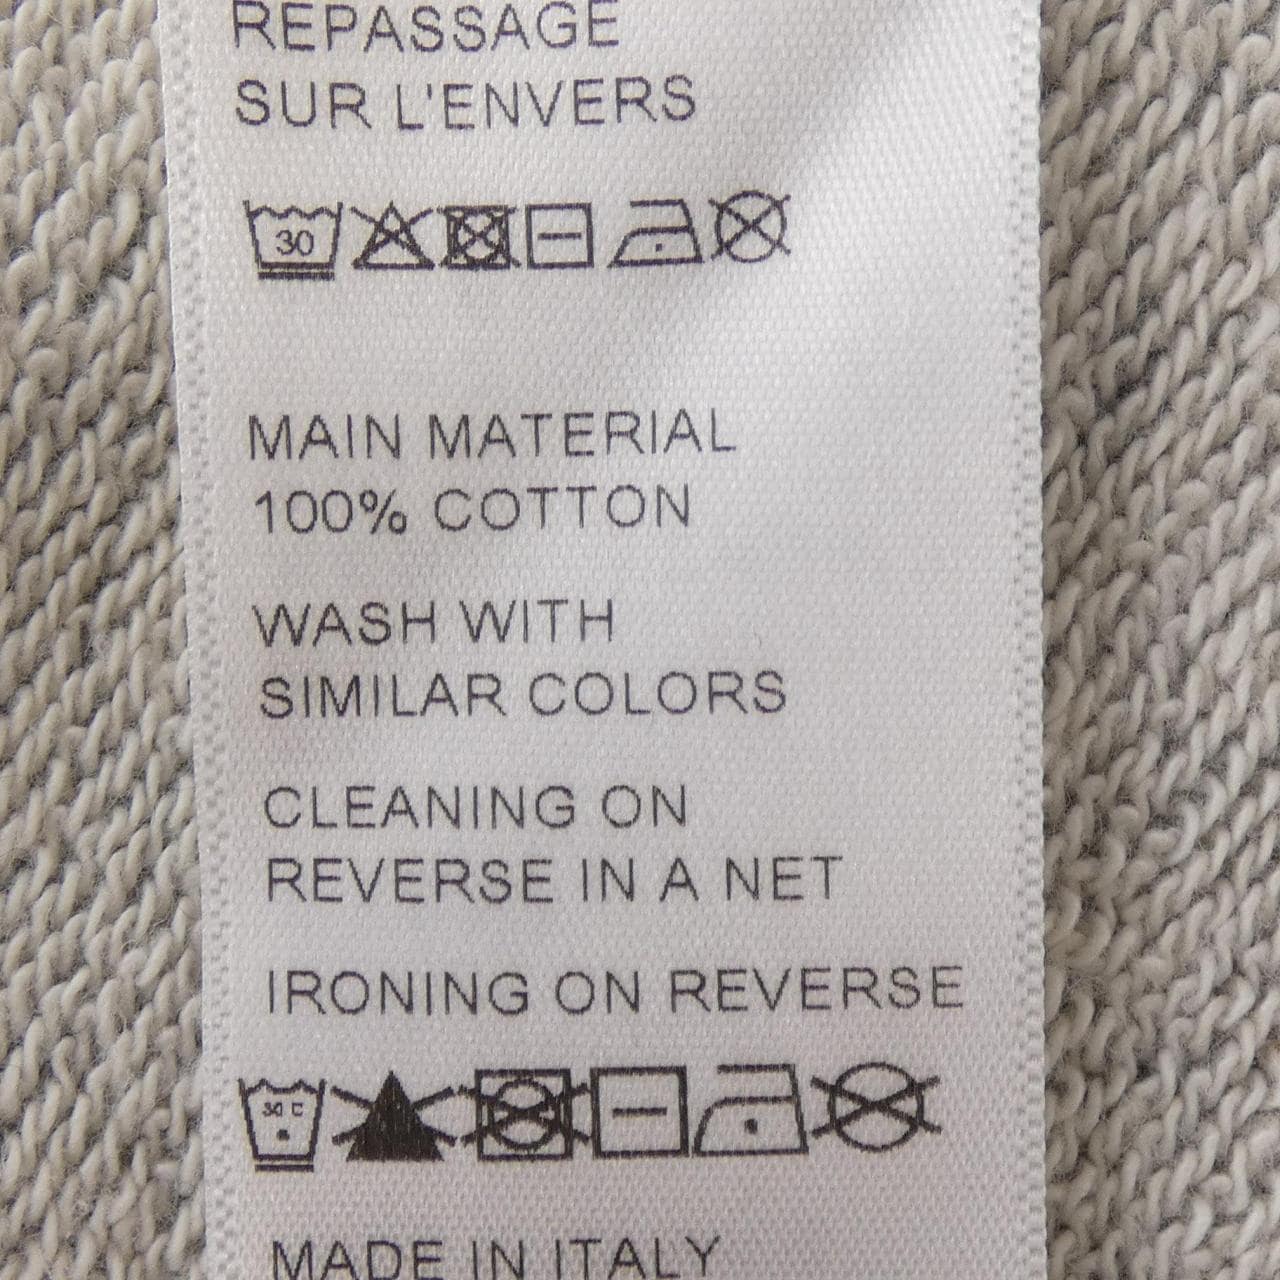 REPASSAGE
SUR L'ENVERS
30
MAIN MATERIAL
100% COTTON
WASH WITH
SIMILAR COLORS
CLEANING ON
REVERSE IN A NET
IRONING ON REVERSE
30 C
MADE IN ITALY